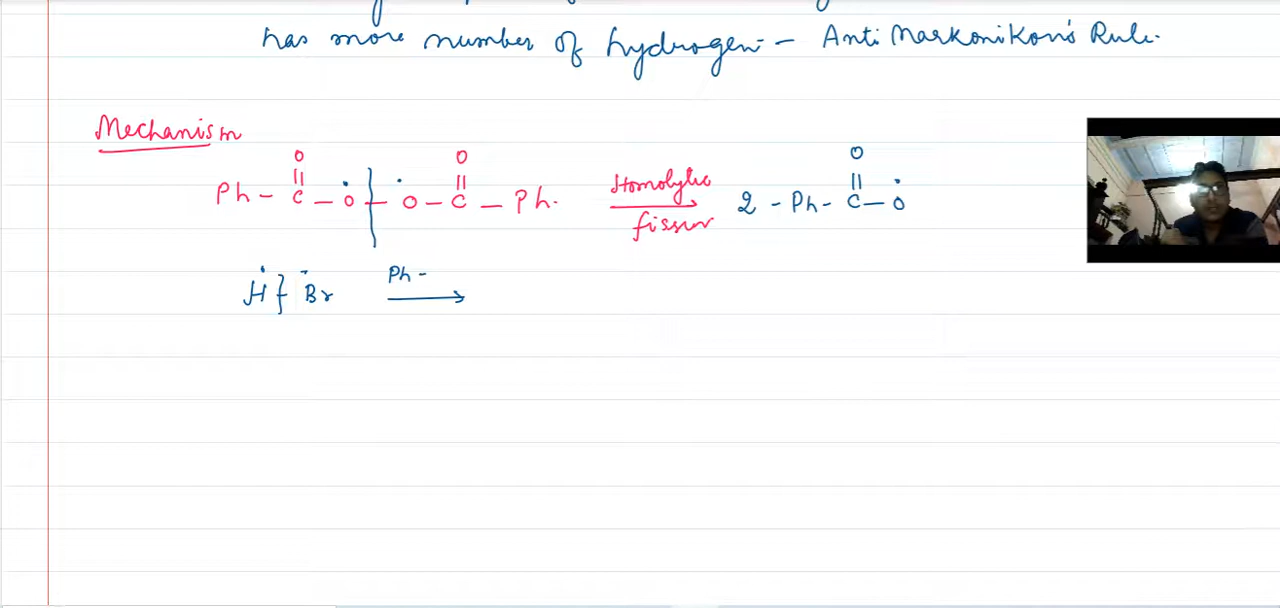 has more number of hydrogen - Anti Markonikov's Rule.
Mechanism
O O O
|| || ||
Ph - C - O - O - C - Ph. Homolytic fission 2 - Ph - C - O
H } Br Ph - →